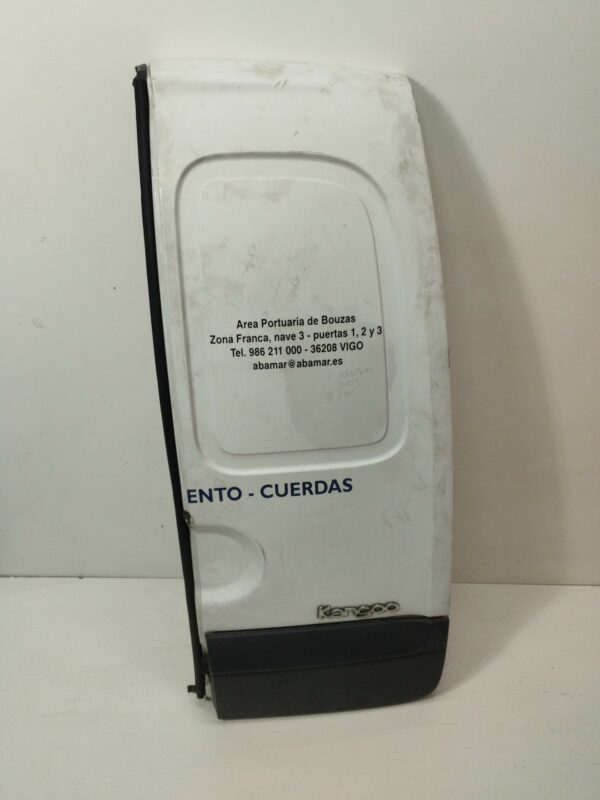 Area Portuaria de Bouzas
Zona Franca, nave 3 - puertas 1, 2 y 3
Tel. 986 211 000 - 36208 VIGO
abamar@abamar.es
ENTO - CUERDAS
Kangoo